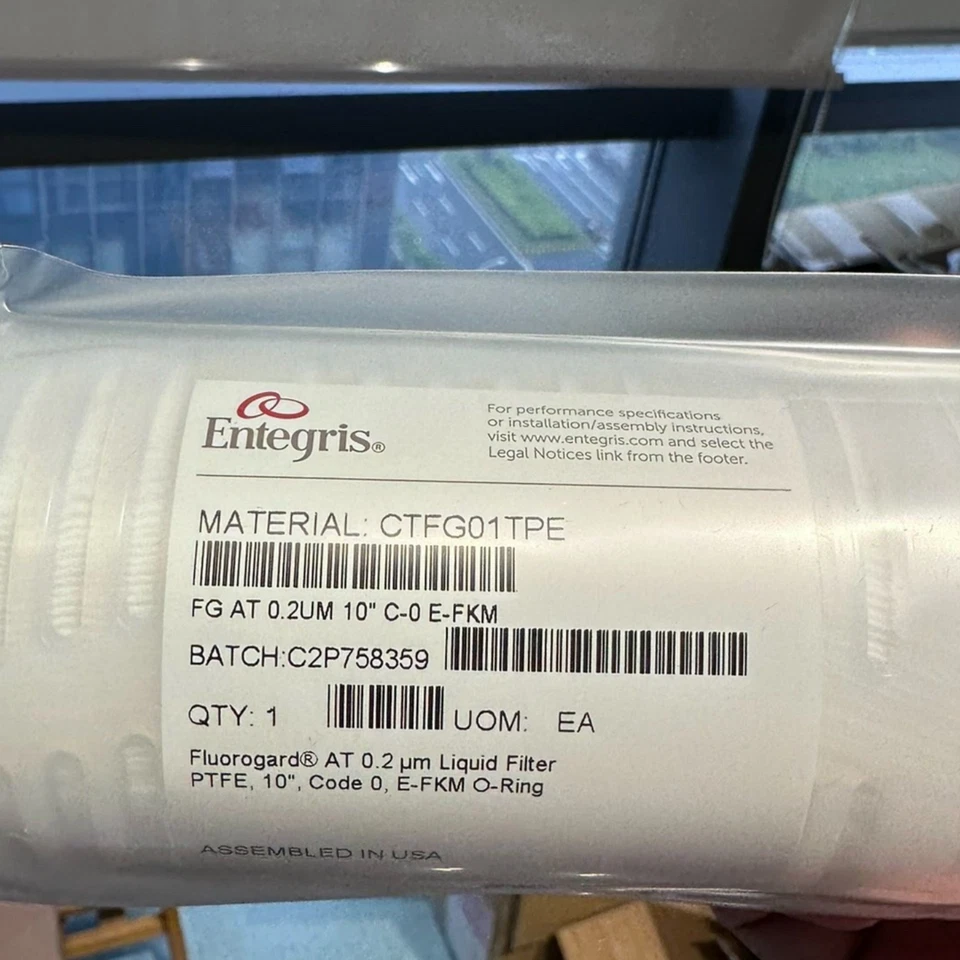 Entegris®
For performance specifications
or installation/assembly instructions,
visit www.entegris.com and select the
Legal Notices link from the footer.
MATERIAL: CTFG01TPE
FG AT 0.2UM 10" C-0 E-FKM
BATCH:C2P758359
QTY: 1 UOM: EA
Fluorogard® AT 0.2 µm Liquid Filter
PTFE, 10", Code 0, E-FKM O-Ring
ASSEMBLED IN USA